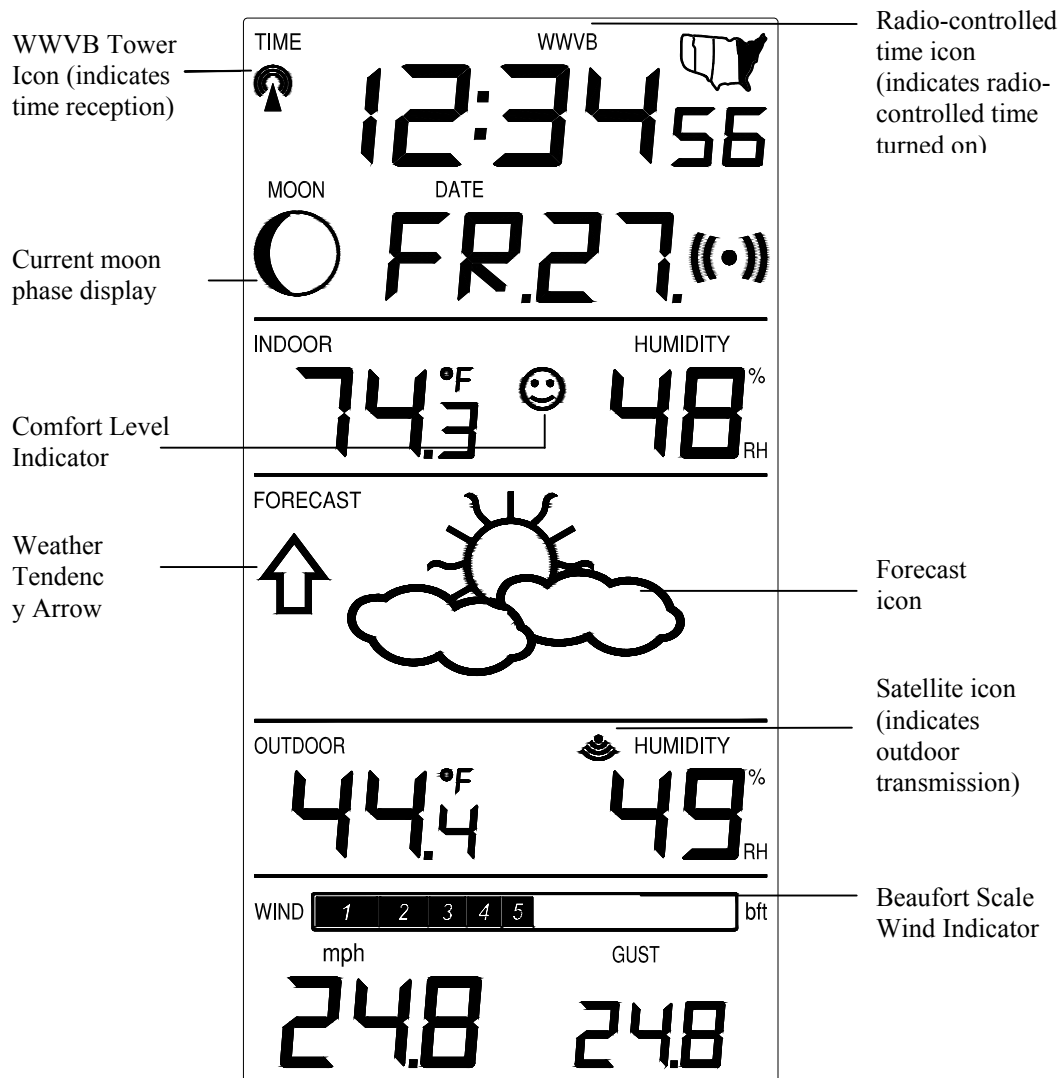 WWVB Tower
Icon (indicates
time reception)
Radio-controlled
time icon
(indicates radio-
controlled time
turned on)
TIME
WWVB
12:34 56
MOON
DATE
FR.27.
Current moon
phase display
INDOOR
HUMIDITY
74.3 °F
48 % RH
Comfort Level
Indicator
FORECAST
Weather
Tendenc
y Arrow
Forecast
icon
Satellite icon
(indicates
outdoor
transmission)
OUTDOOR
HUMIDITY
44.4 °F
49 % RH
WIND 1 2 3 4 5 bft
Beaufort Scale
Wind Indicator
mph
GUST
24.8
24.8